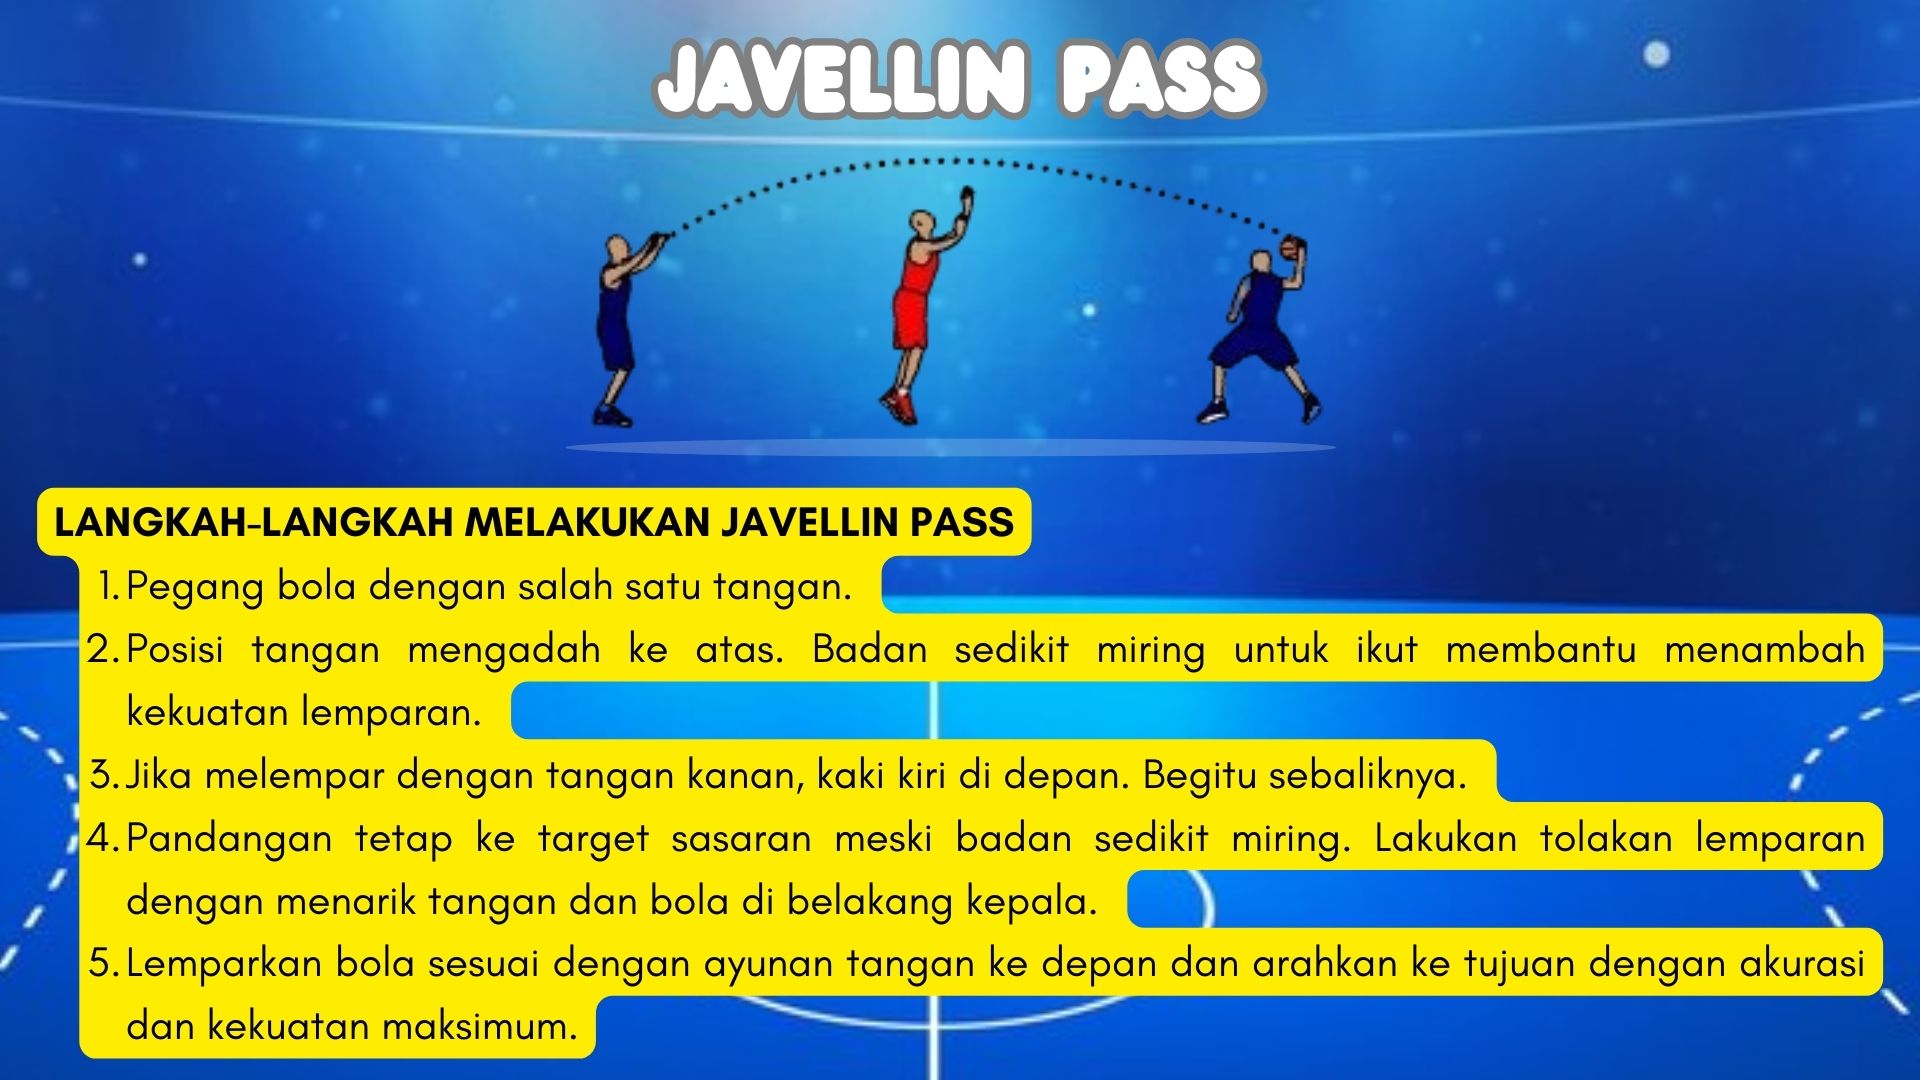 JAVELLIN PASS
LANGKAH-LANGKAH MELAKUKAN JAVELLIN PASS
1. Pegang bola dengan salah satu tangan.
2. Posisi tangan mengadah ke atas. Badan sedikit miring untuk ikut membantu menambah
kekuatan lemparan.
3. Jika melempar dengan tangan kanan, kaki kiri di depan. Begitu sebaliknya.
4. Pandangan tetap ke target sasaran meski badan sedikit miring. Lakukan tolakan lemparan
dengan menarik tangan dan bola di belakang kepala.
5. Lemparkan bola sesuai dengan ayunan tangan ke depan dan arahkan ke tujuan dengan akurasi
dan kekuatan maksimum.